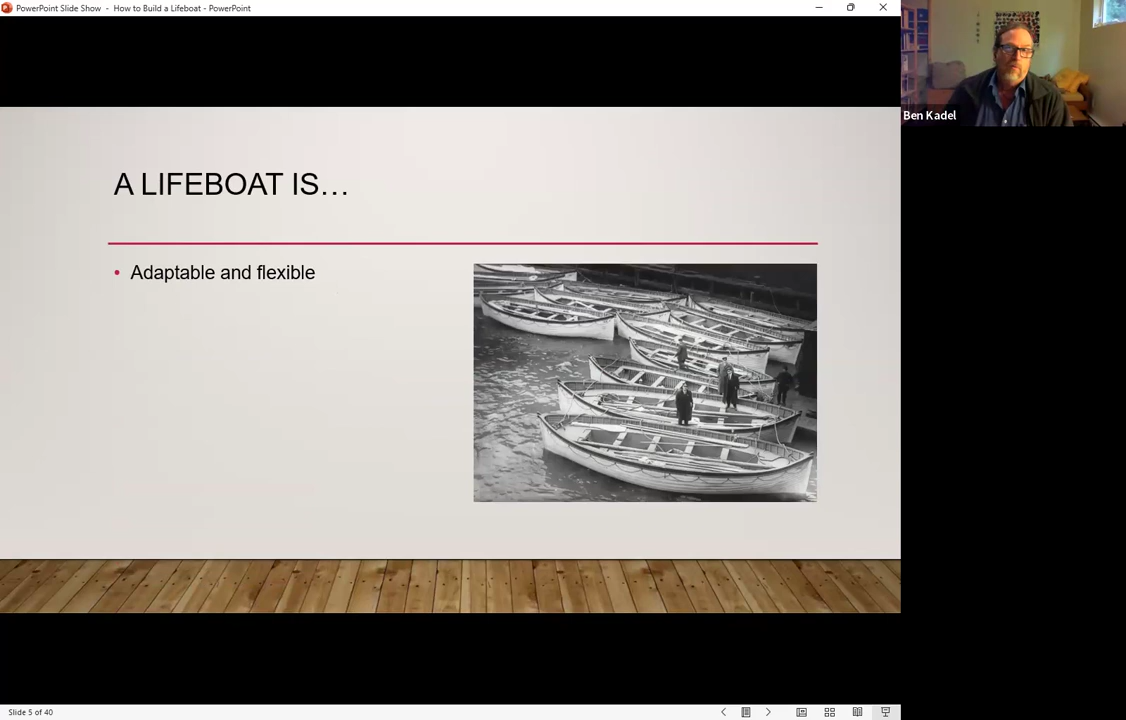 PowerPoint Slide Show - How to Build a Lifeboat - PowerPoint
Ben Kadel
A LIFEBOAT IS…
• Adaptable and flexible
Slide 5 of 40